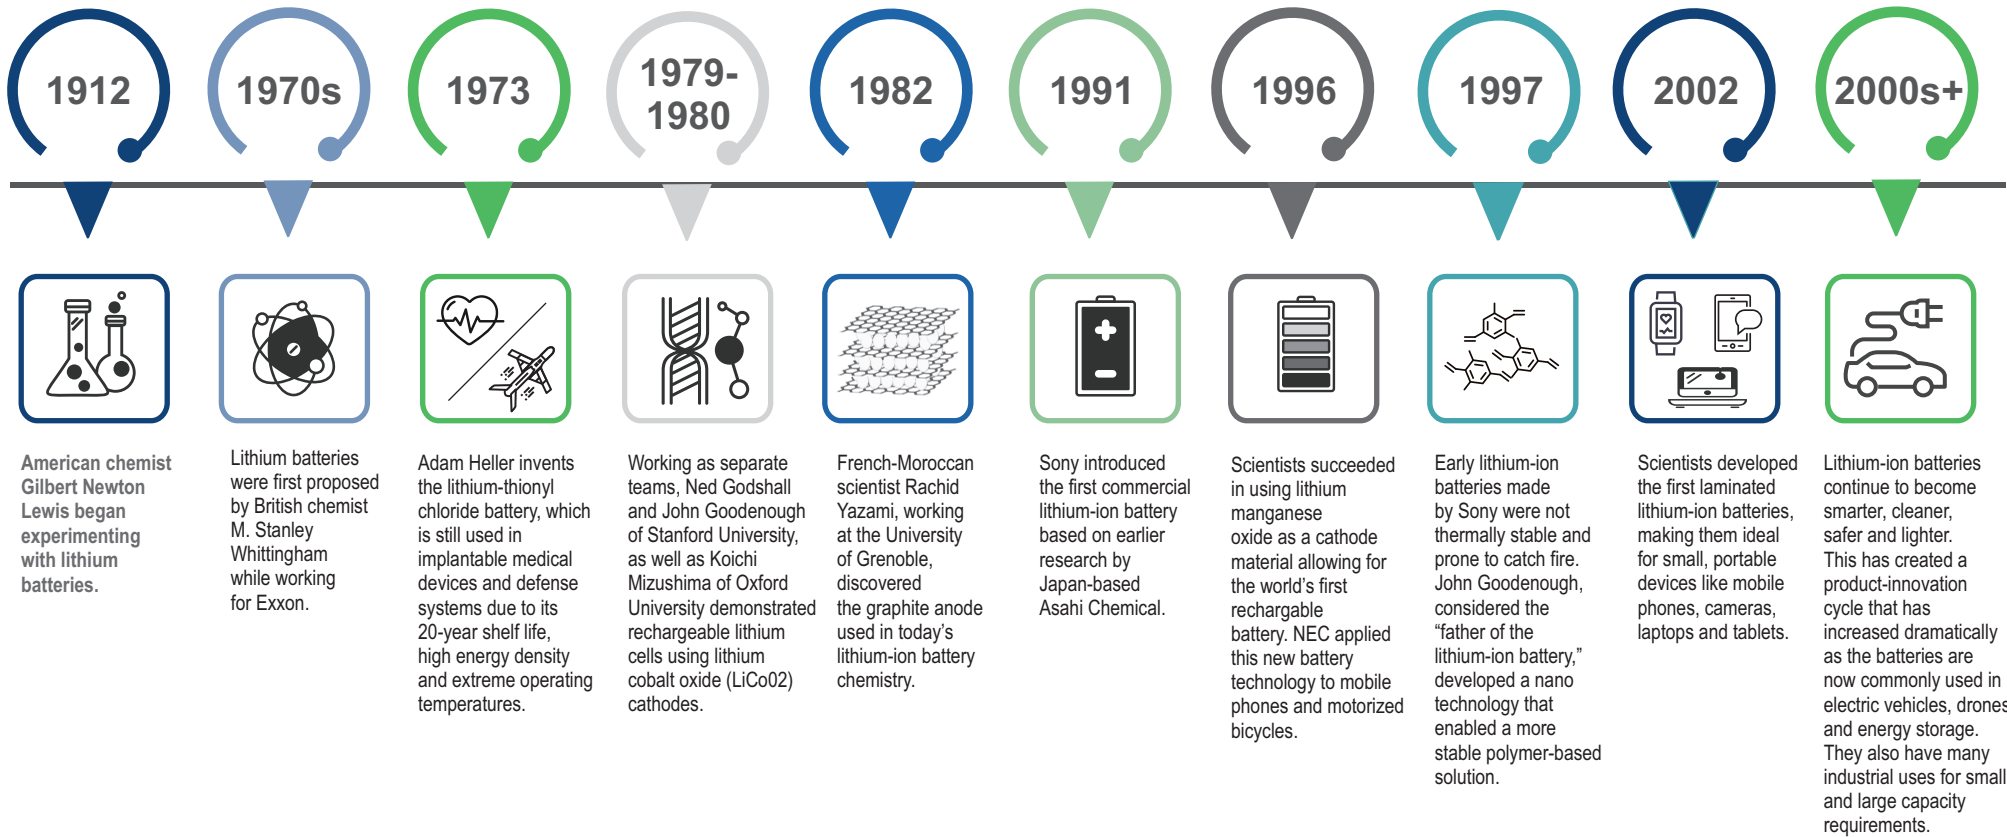 1912
1970s
1973
1979-
1980
1982
1991
1996
1997
2002
2000s+
American chemist
Gilbert Newton
Lewis began
experimenting
with lithium
batteries.
Lithium batteries
were first proposed
by British chemist
M. Stanley
Whittingham
while working
for Exxon.
Adam Heller invents
the lithium-thionyl
chloride battery, which
is still used in
implantable medical
devices and defense
systems due to its
20-year shelf life,
high energy density
and extreme operating
temperatures.
Working as separate
teams, Ned Godshall
and John Goodenough
of Stanford University,
as well as Koichi
Mizushima of Oxford
University demonstrated
rechargeable lithium
cells using lithium
cobalt oxide (LiCo02)
cathodes.
French-Moroccan
scientist Rachid
Yazami, working
at the University
of Grenoble,
discovered
the graphite anode
used in today’s
lithium-ion battery
chemistry.
Sony introduced
the first commercial
lithium-ion battery
based on earlier
research by
Japan-based
Asahi Chemical.
Scientists succeeded
in using lithium
manganese
oxide as a cathode
material allowing for
the world’s first
rechargable
battery. NEC applied
this new battery
technology to mobile
phones and motorized
bicycles.
Early lithium-ion
batteries made
by Sony were not
thermally stable and
prone to catch fire.
John Goodenough,
considered the
“father of the
lithium-ion battery,”
developed a nano
technology that
enabled a more
stable polymer-based
solution.
Scientists developed
the first laminated
lithium-ion batteries,
making them ideal
for small, portable
devices like mobile
phones, cameras,
laptops and tablets.
Lithium-ion batteries
continue to become
smarter, cleaner,
safer and lighter.
This has created a
product-innovation
cycle that has
increased dramatically
as the batteries are
now commonly used in
electric vehicles, drones
and energy storage.
They also have many
industrial uses for small
and large capacity
requirements.